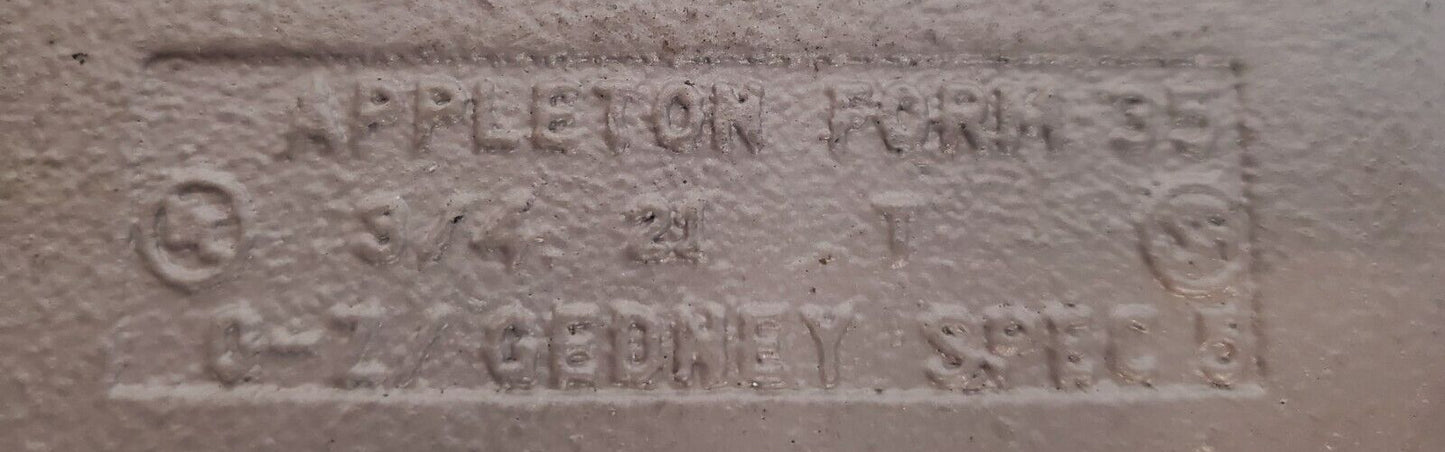 APPLETON FORM 35
3/4 21 T
O-Z/GEDNEY SPEC 5